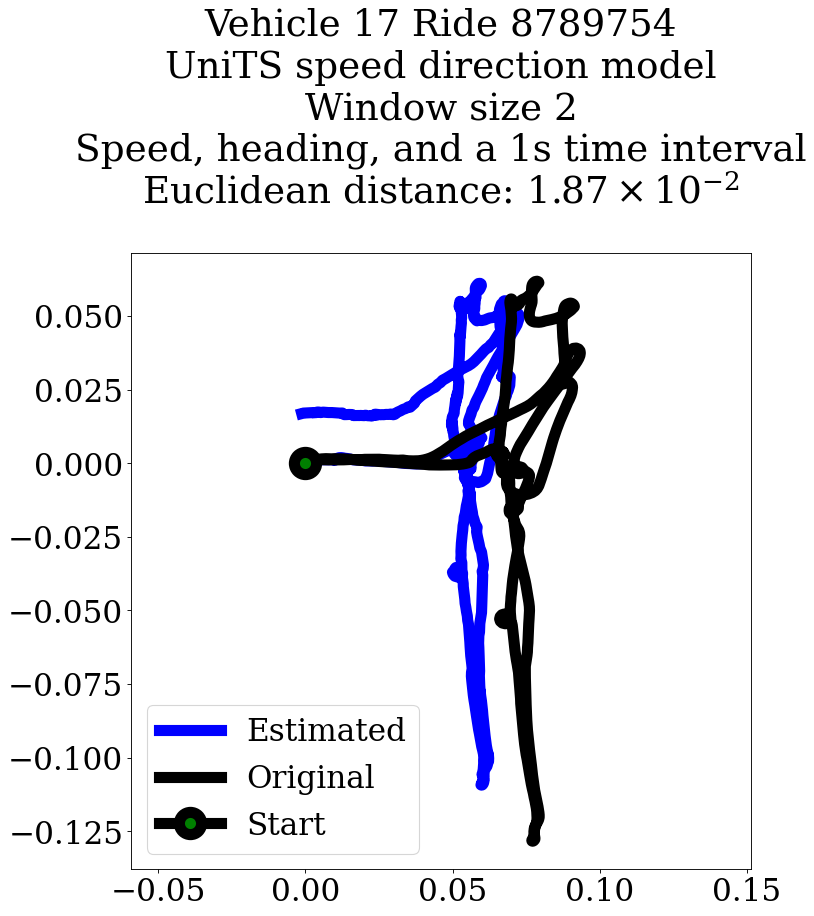 Vehicle 17 Ride 8789754
UniTS speed direction model
Window size 2
Speed, heading, and a 1s time interval
Euclidean distance: 1.87 × 10⁻²
0.050
0.025
0.000
−0.025
−0.050
−0.075
−0.100
−0.125
Estimated
Original
Start
−0.05 0.00 0.05 0.10 0.15